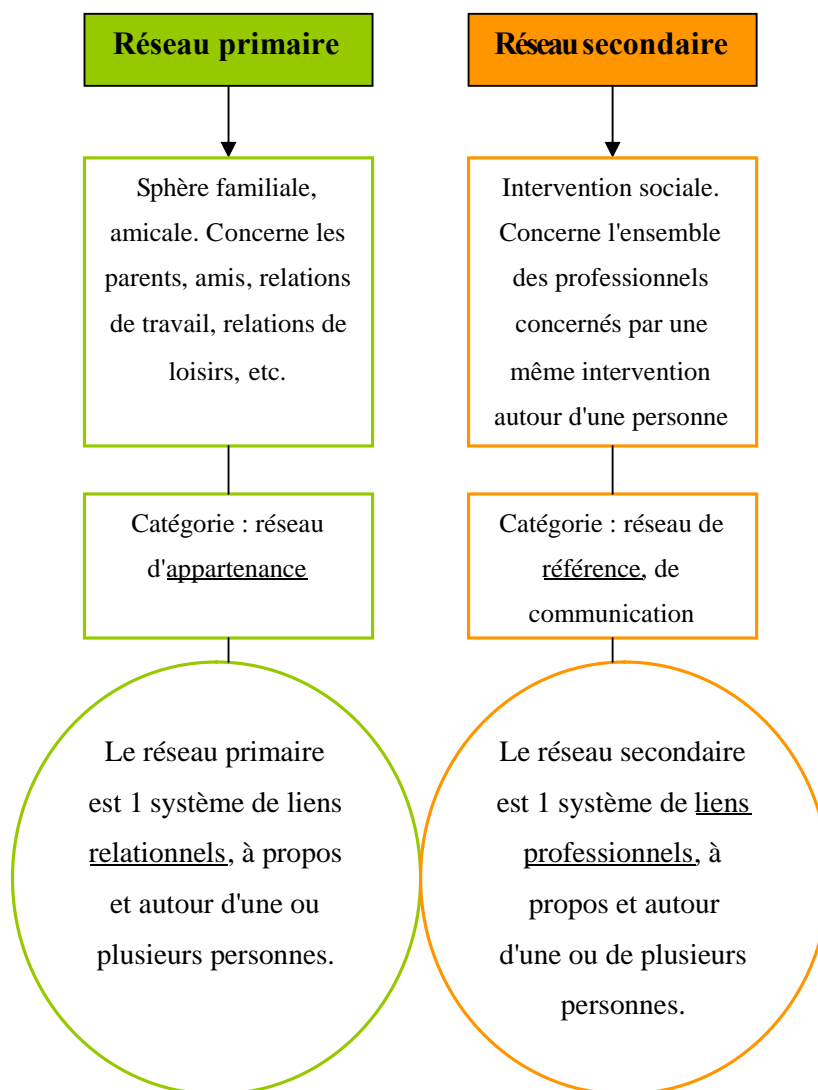 Réseau primaire
Sphère familiale,
amicale. Concerne les
parents, amis, relations
de travail, relations de
loisirs, etc.
Catégorie : réseau
d'appartenance
Le réseau primaire
est 1 système de liens
relationnels, à propos
et autour d'une ou
plusieurs personnes.
Réseau secondaire
Intervention sociale.
Concerne l'ensemble
des professionnels
concernés par une
même intervention
autour d'une personne
Catégorie : réseau de
référence, de
communication
Le réseau secondaire
est 1 système de liens
professionnels, à
propos et autour
d'une ou de plusieurs
personnes.